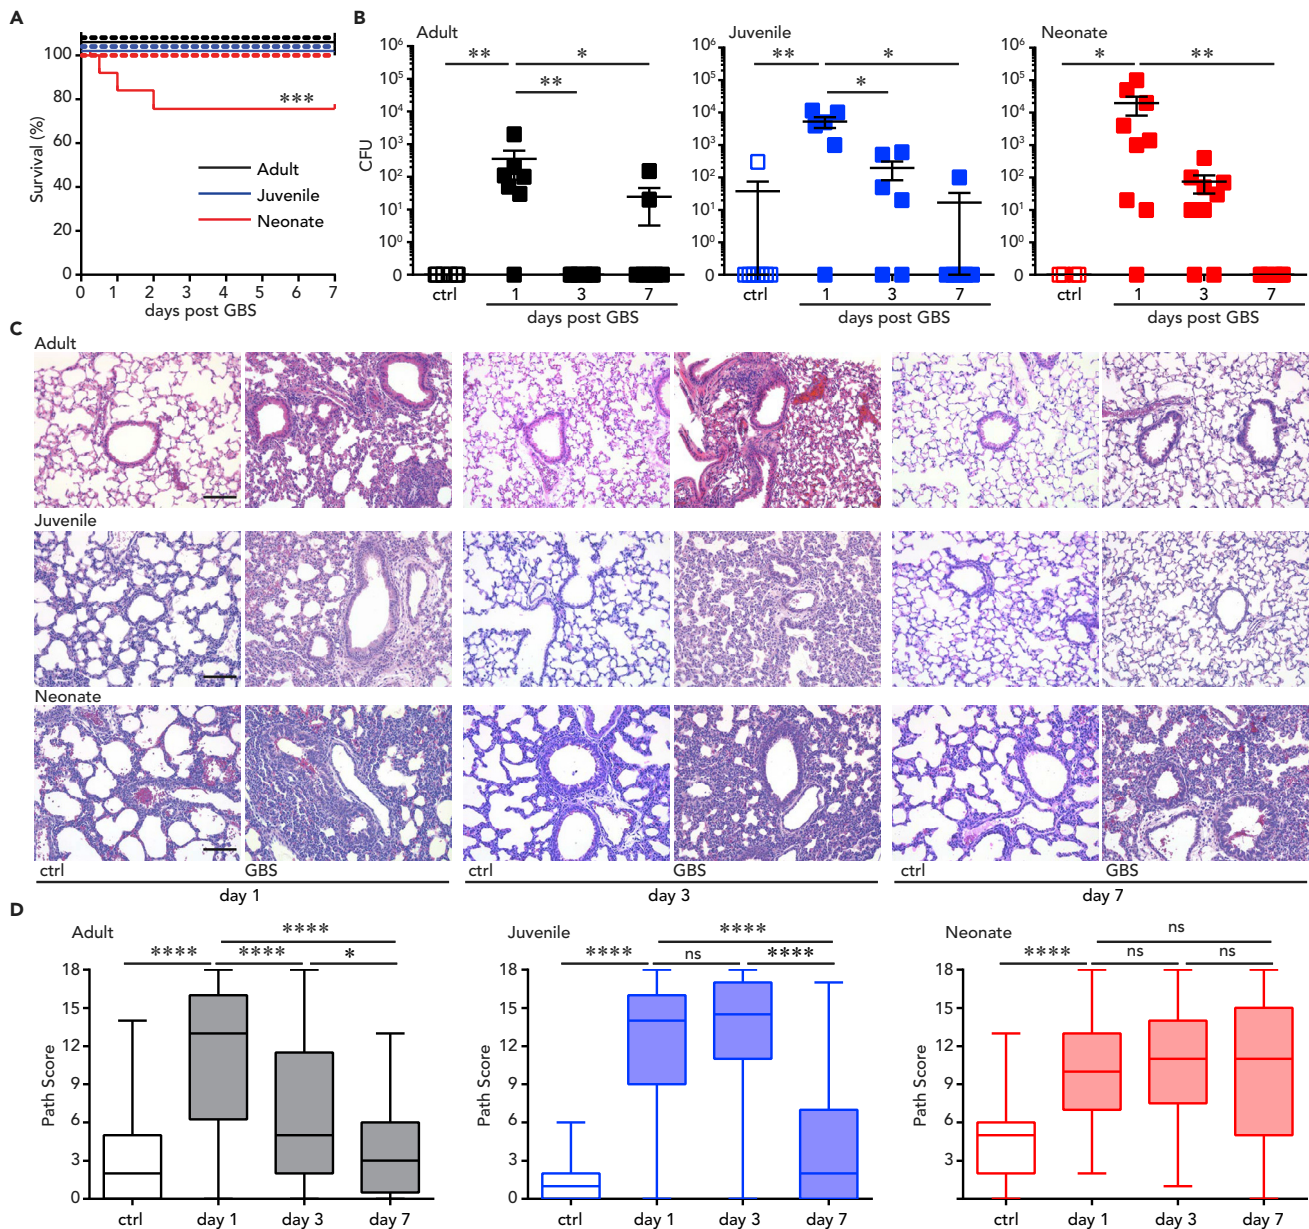 A
100
80
60
40
20
0
Survival (%)
***
Adult
Juvenile
Neonate
0 1 2 3 4 5 6 7
days post GBS
B
Adult
** *
**
10⁶
10⁵
10⁴
10³
10²
10¹
10⁰
0
CFU
ctrl 1 3 7
days post GBS
Juvenile
** *
*
10⁶
10⁵
10⁴
10³
10²
10¹
10⁰
0
ctrl 1 3 7
days post GBS
Neonate
* **
10⁶
10⁵
10⁴
10³
10²
10¹
10⁰
0
ctrl 1 3 7
days post GBS
C
Adult
Juvenile
Neonate
ctrl GBS ctrl GBS ctrl GBS
day 1 day 3 day 7
D
Adult
****
**** **** *
18
15
12
9
6
3
0
Path Score
ctrl day 1 day 3 day 7
Juvenile
****
**** ns ****
18
15
12
9
6
3
0
Path Score
ctrl day 1 day 3 day 7
Neonate
ns
**** ns ns
18
15
12
9
6
3
0
Path Score
ctrl day 1 day 3 day 7